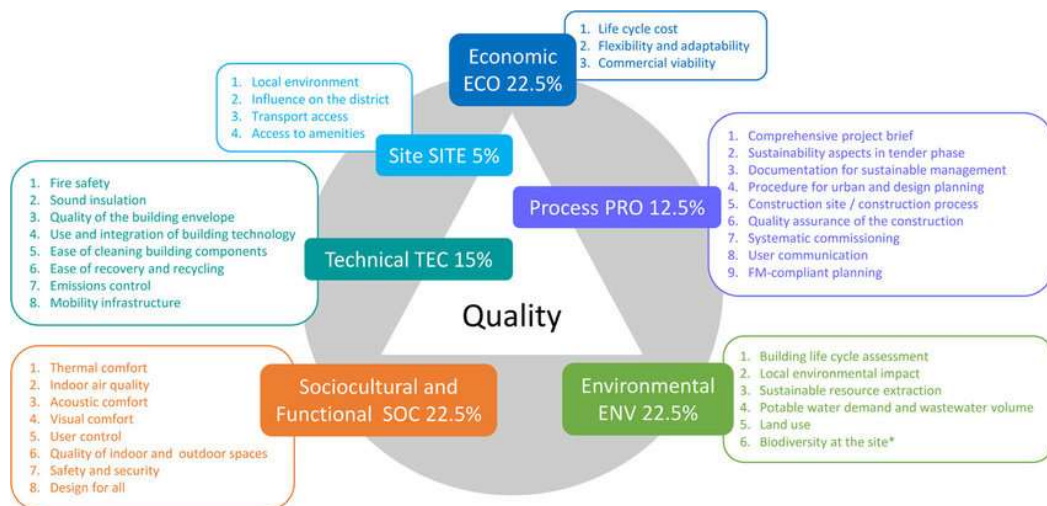 Economic
ECO 22.5%
1. Life cycle cost
2. Flexibility and adaptability
3. Commercial viability
1. Local environment
2. Influence on the district
3. Transport access
4. Access to amenities
Site SITE 5%
1. Comprehensive project brief
2. Sustainability aspects in tender phase
3. Documentation for sustainable management
4. Procedure for urban and design planning
5. Construction site / construction process
6. Quality assurance of the construction
7. Systematic commissioning
8. User communication
9. FM-compliant planning
Process PRO 12.5%
1. Fire safety
2. Sound insulation
3. Quality of the building envelope
4. Use and integration of building technology
5. Ease of cleaning building components
6. Ease of recovery and recycling
7. Emissions control
8. Mobility infrastructure
Technical TEC 15%
Quality
1. Thermal comfort
2. Indoor air quality
3. Acoustic comfort
4. Visual comfort
5. User control
6. Quality of indoor and outdoor spaces
7. Safety and security
8. Design for all
Sociocultural and
Functional SOC 22.5%
Environmental
ENV 22.5%
1. Building life cycle assessment
2. Local environmental impact
3. Sustainable resource extraction
4. Potable water demand and wastewater volume
5. Land use
6. Biodiversity at the site*